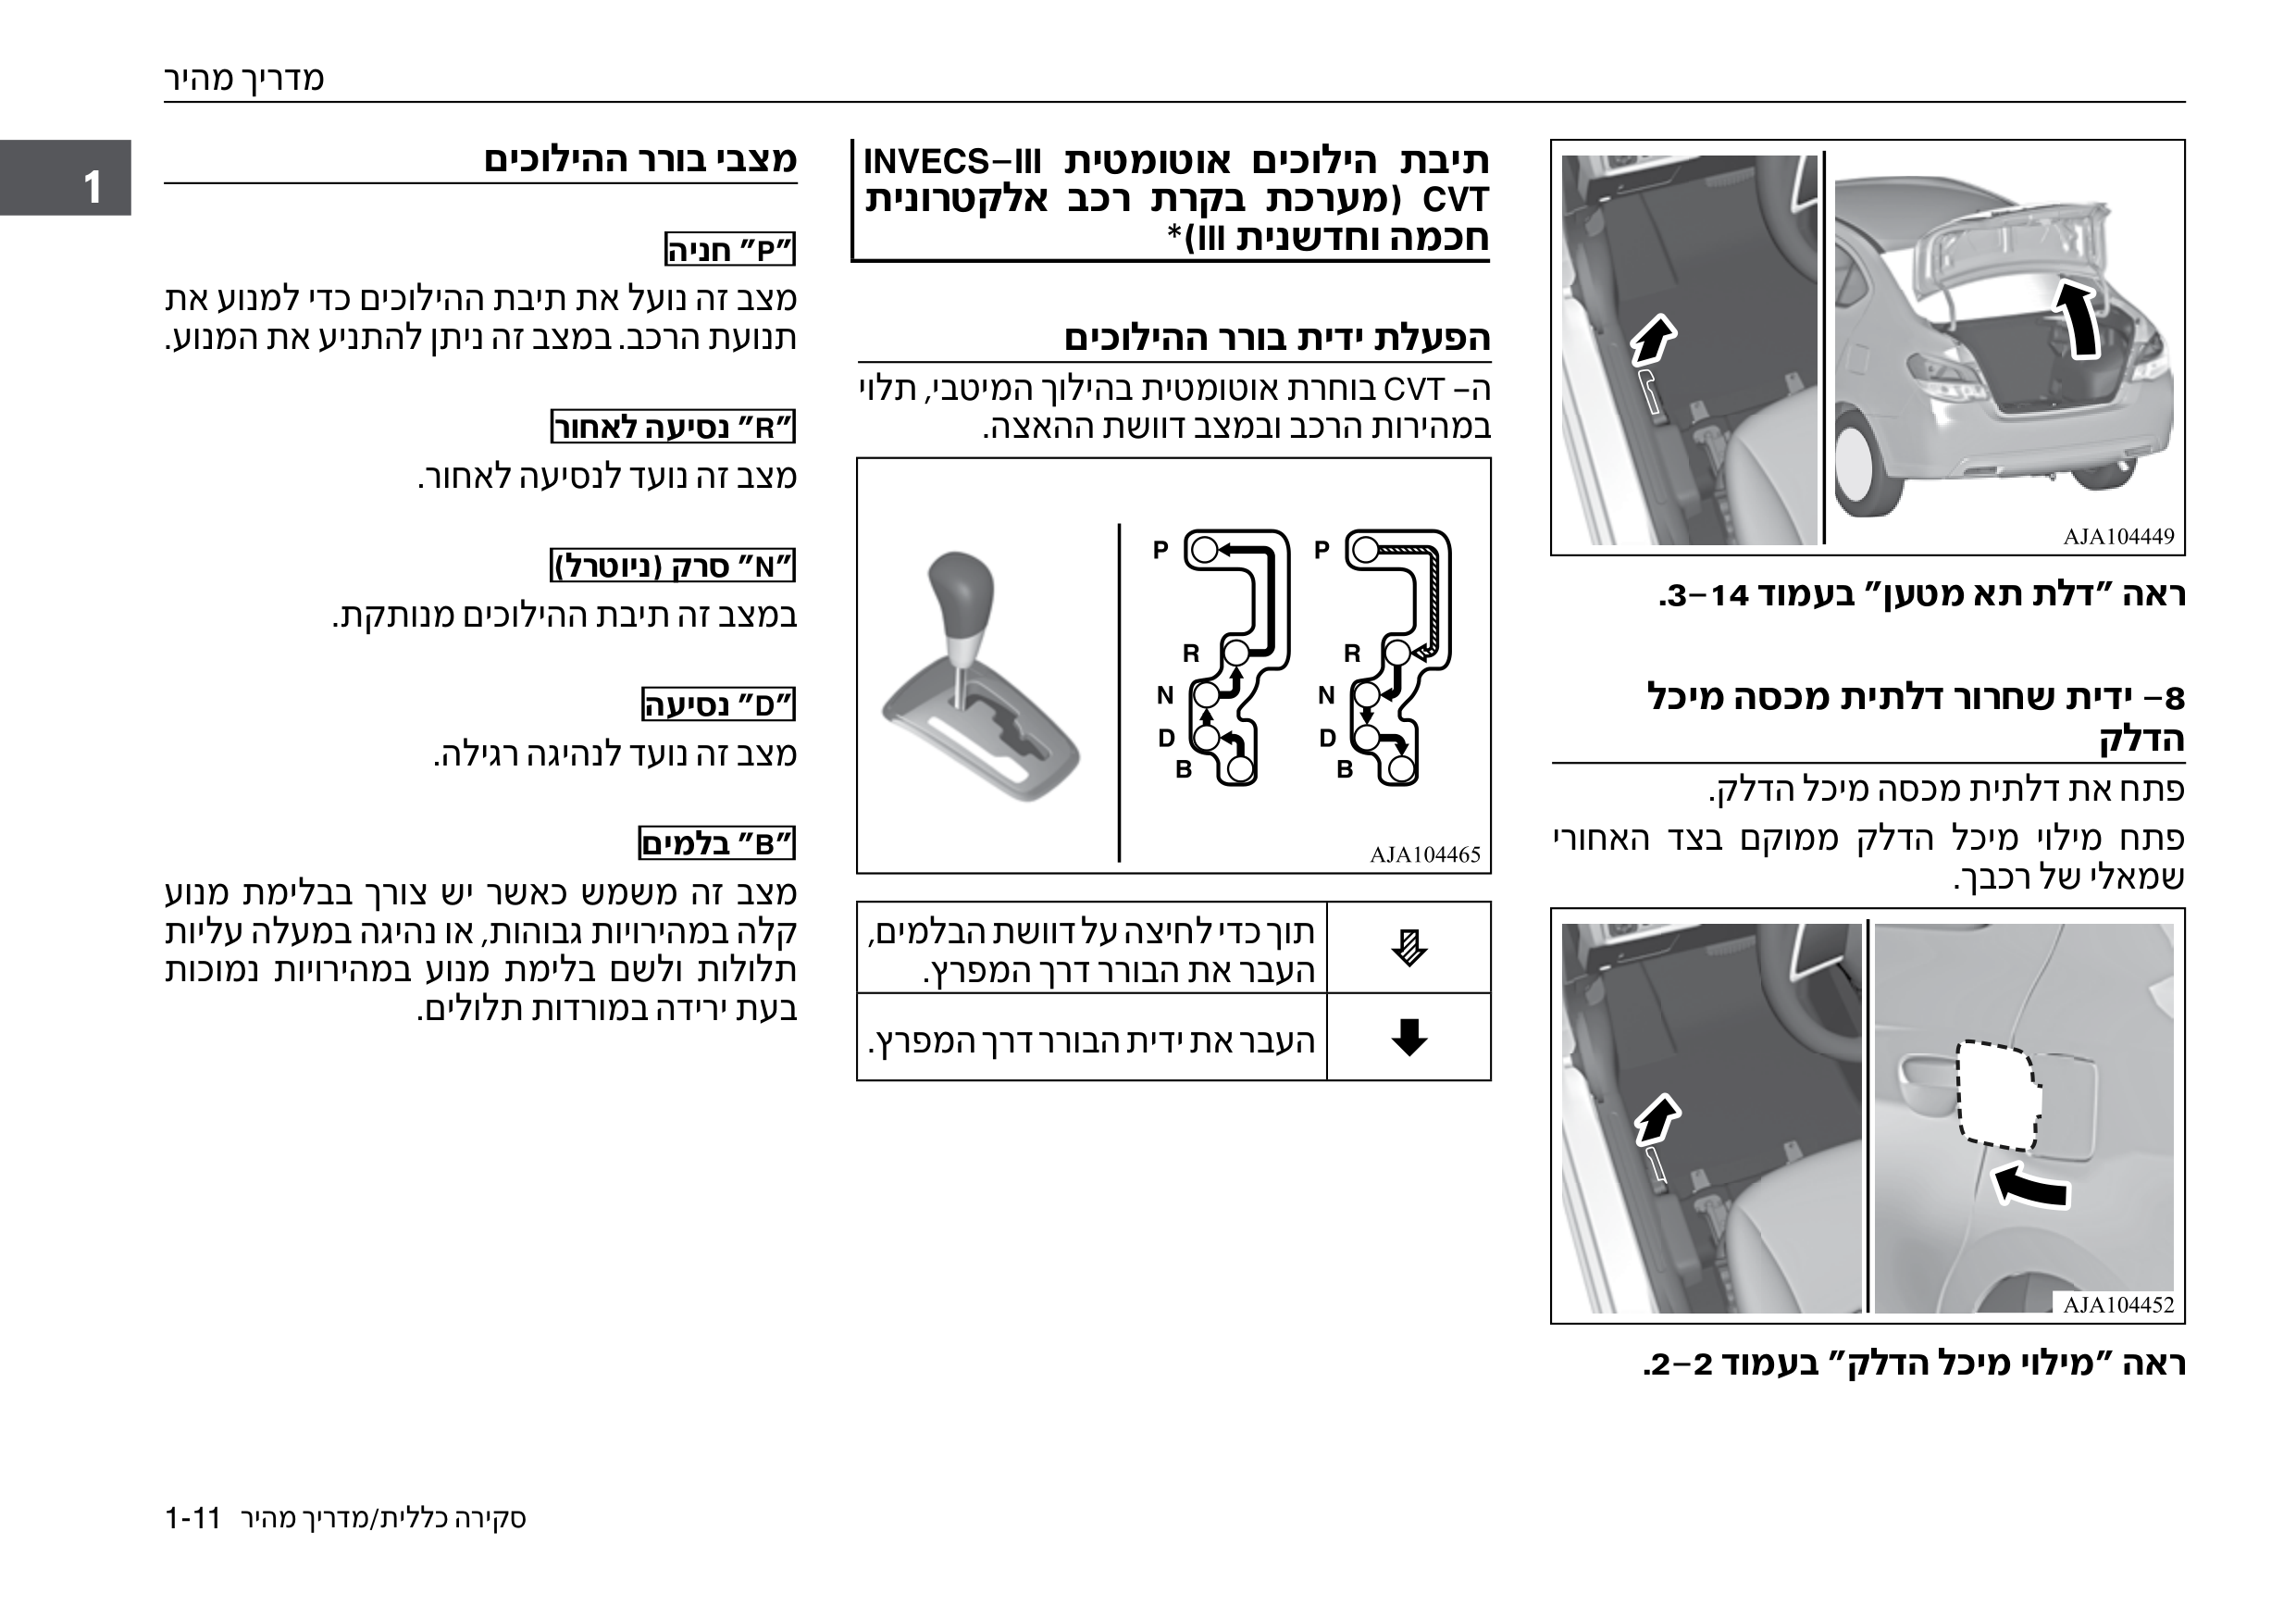 מדריך מהיר
1
AJA104449
ראה ״דלת תא מטען״ בעמוד 3–14.
8– ידית שחרור דלתית מכסה מיכל
הדלק
פתח את דלתית מכסה מיכל הדלק.
פתח מילוי מיכל הדלק ממוקם בצד האחורי
שמאלי של רכבך.
AJA104452
ראה ״מילוי מיכל הדלק״ בעמוד 2–2.
תיבת הילוכים אוטומטית INVECS–III
CVT (מערכת בקרת רכב אלקטרונית
חכמה וחדשנית III)*
הפעלת ידית בורר ההילוכים
ה– CVT בוחרת אוטומטית בהילוך המיטבי, תלוי
במהירות הרכב ובמצב דוושת ההאצה.
P P
R R
N N
D D
B B
AJA104465
תוך כדי לחיצה על דוושת הבלמים,
העבר את הבורר דרך המפרץ.
העבר את ידית הבורר דרך המפרץ.
מצבי בורר ההילוכים
״P״ חניה
מצב זה נועל את תיבת ההילוכים כדי למנוע את
תנועת הרכב. במצב זה ניתן להתניע את המנוע.
״R״ נסיעה לאחור
מצב זה נועד לנסיעה לאחור.
״N״ סרק (ניוטרל)
במצב זה תיבת ההילוכים מנותקת.
״D״ נסיעה
מצב זה נועד לנהיגה רגילה.
״B״ בלמים
מצב זה משמש כאשר יש צורך בבלימת מנוע
קלה במהירויות גבוהות, או נהיגה במעלה עליות
תלולות ולשם בלימת מנוע במהירויות נמוכות
בעת ירידה במורדות תלולים.
סקירה כללית/מדריך מהיר 1-11